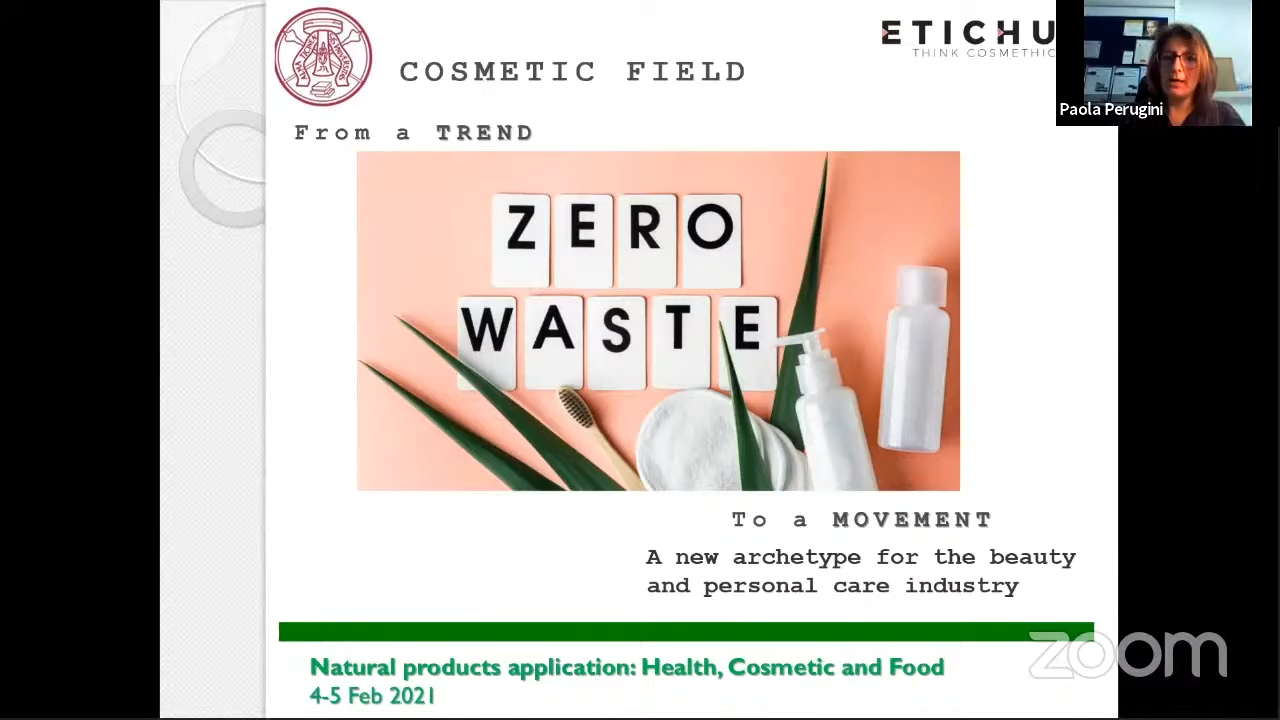 ETICHU
THINK COSMETHIC
COSMETIC FIELD
Paola Perugini
From a TREND
ZERO
WASTE
To a MOVEMENT
A new archetype for the beauty
and personal care industry
Natural products application: Health, Cosmetic and Food
4-5 Feb 2021
zoom